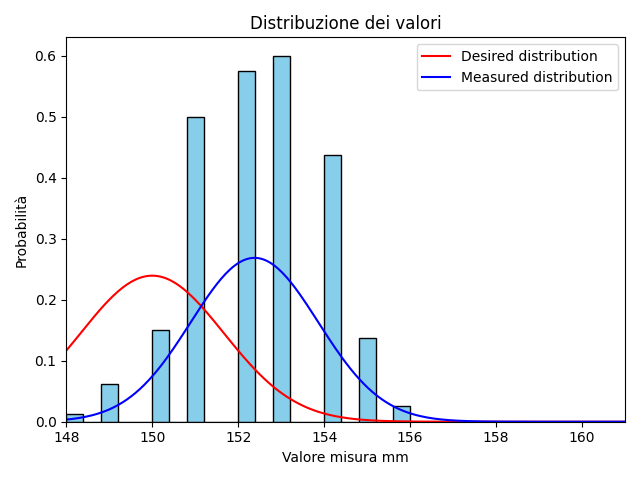 Distribuzione dei valori
Desired distribution
Measured distribution
0.6
0.5
0.4
0.3
0.2
0.1
0.0
Probabilità
148 150 152 154 156 158 160
Valore misura mm